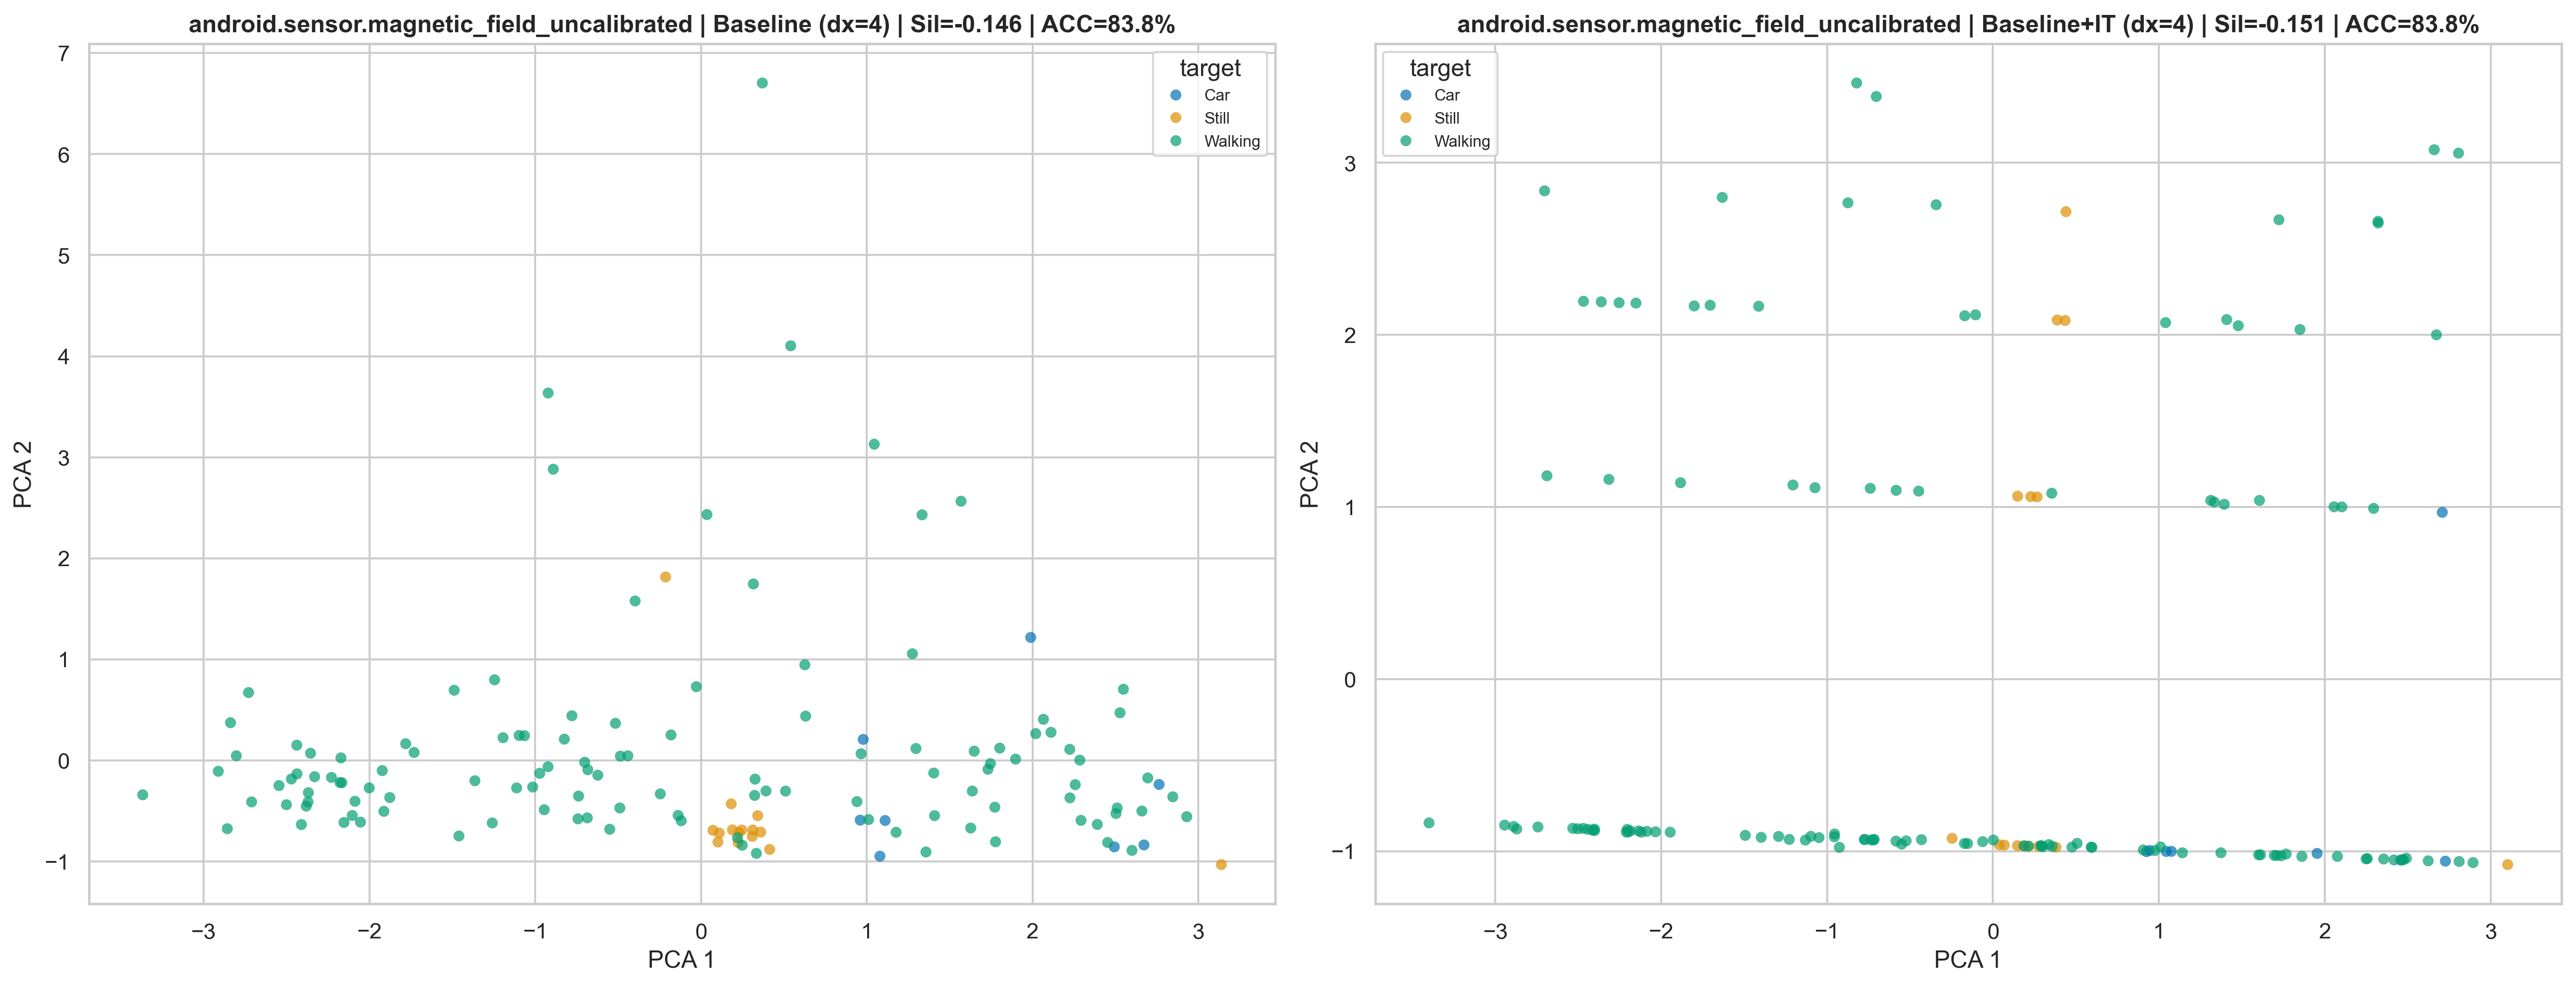 android.sensor.magnetic_field_uncalibrated | Baseline (dx=4) | Sil=-0.146 | ACC=83.8%
7
6
5
4
3
2
1
0
−1
PCA 2
−3
−2
−1
0
1
2
3
PCA 1
target
Car
Still
Walking
android.sensor.magnetic_field_uncalibrated | Baseline+IT (dx=4) | Sil=-0.151 | ACC=83.8%
target
Car
Still
Walking
3
2
1
0
−1
PCA 2
−3
−2
−1
0
1
2
3
PCA 1